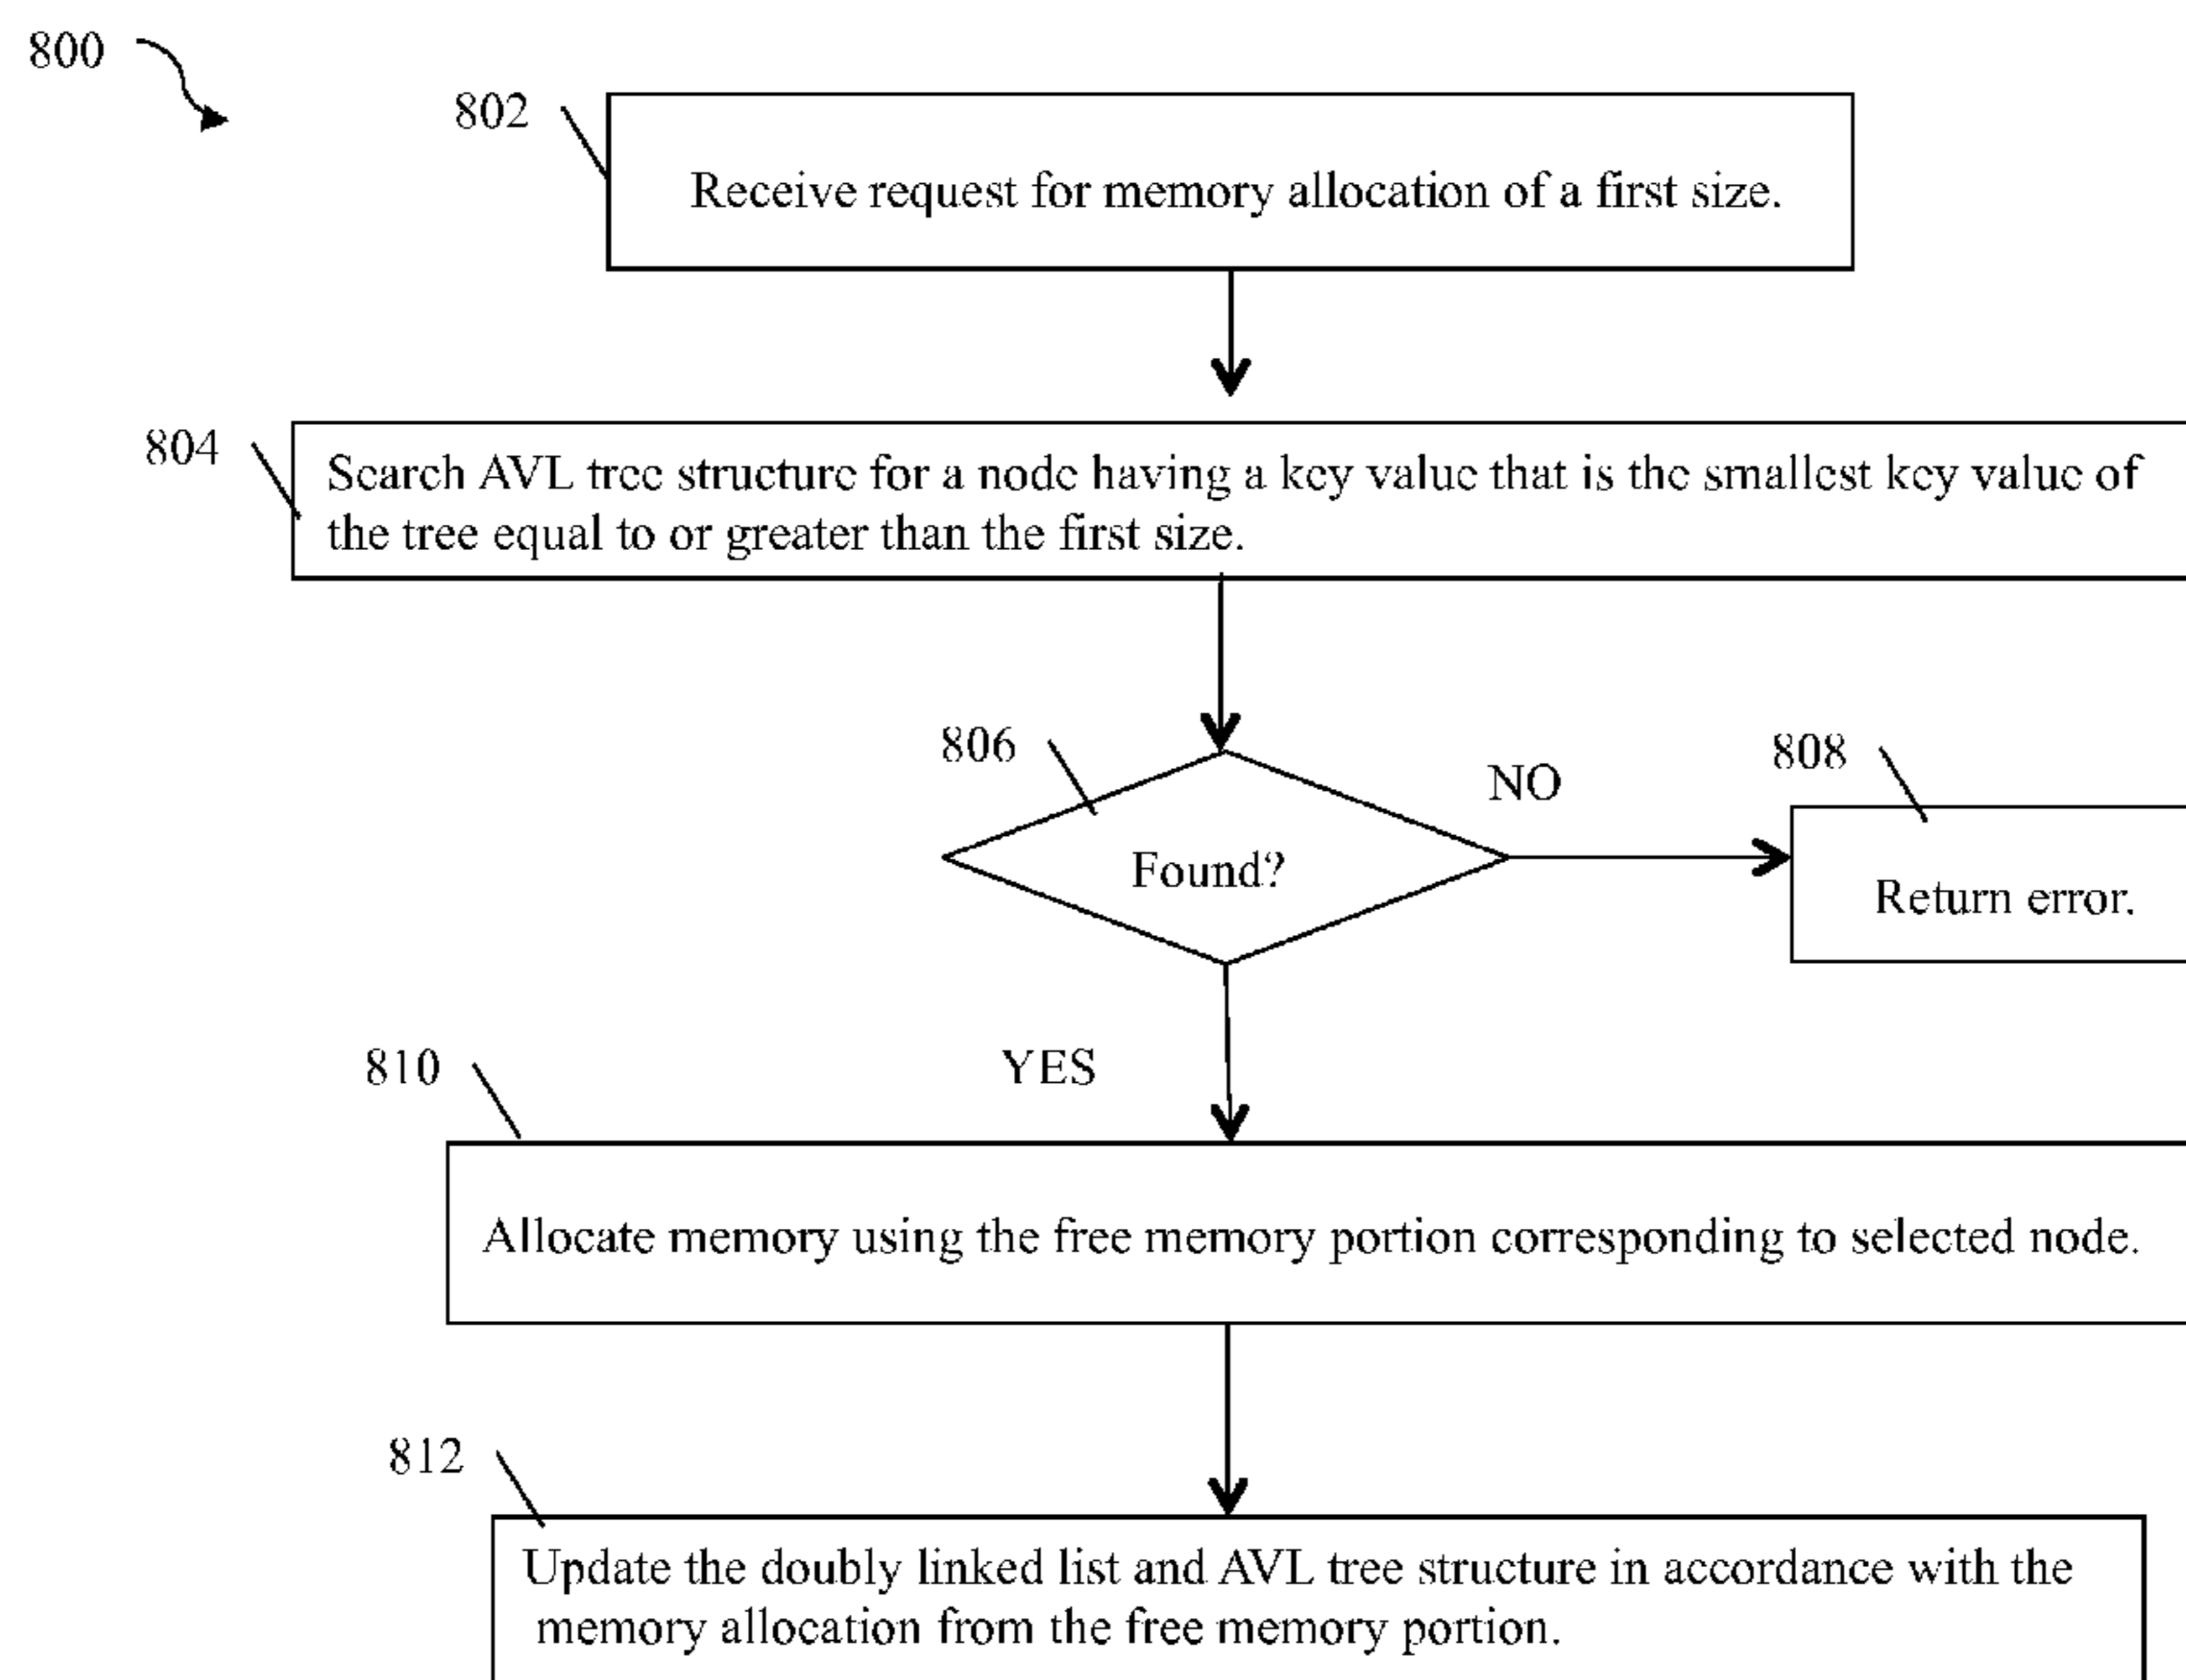 800
802
Receive request for memory allocation of a first size.
804
Search AVL tree structure for a node having a key value that is the smallest key value of
the tree equal to or greater than the first size.
806
Found?
NO
808
Return error.
YES
810
Allocate memory using the free memory portion corresponding to selected node.
812
Update the doubly linked list and AVL tree structure in accordance with the
memory allocation from the free memory portion.